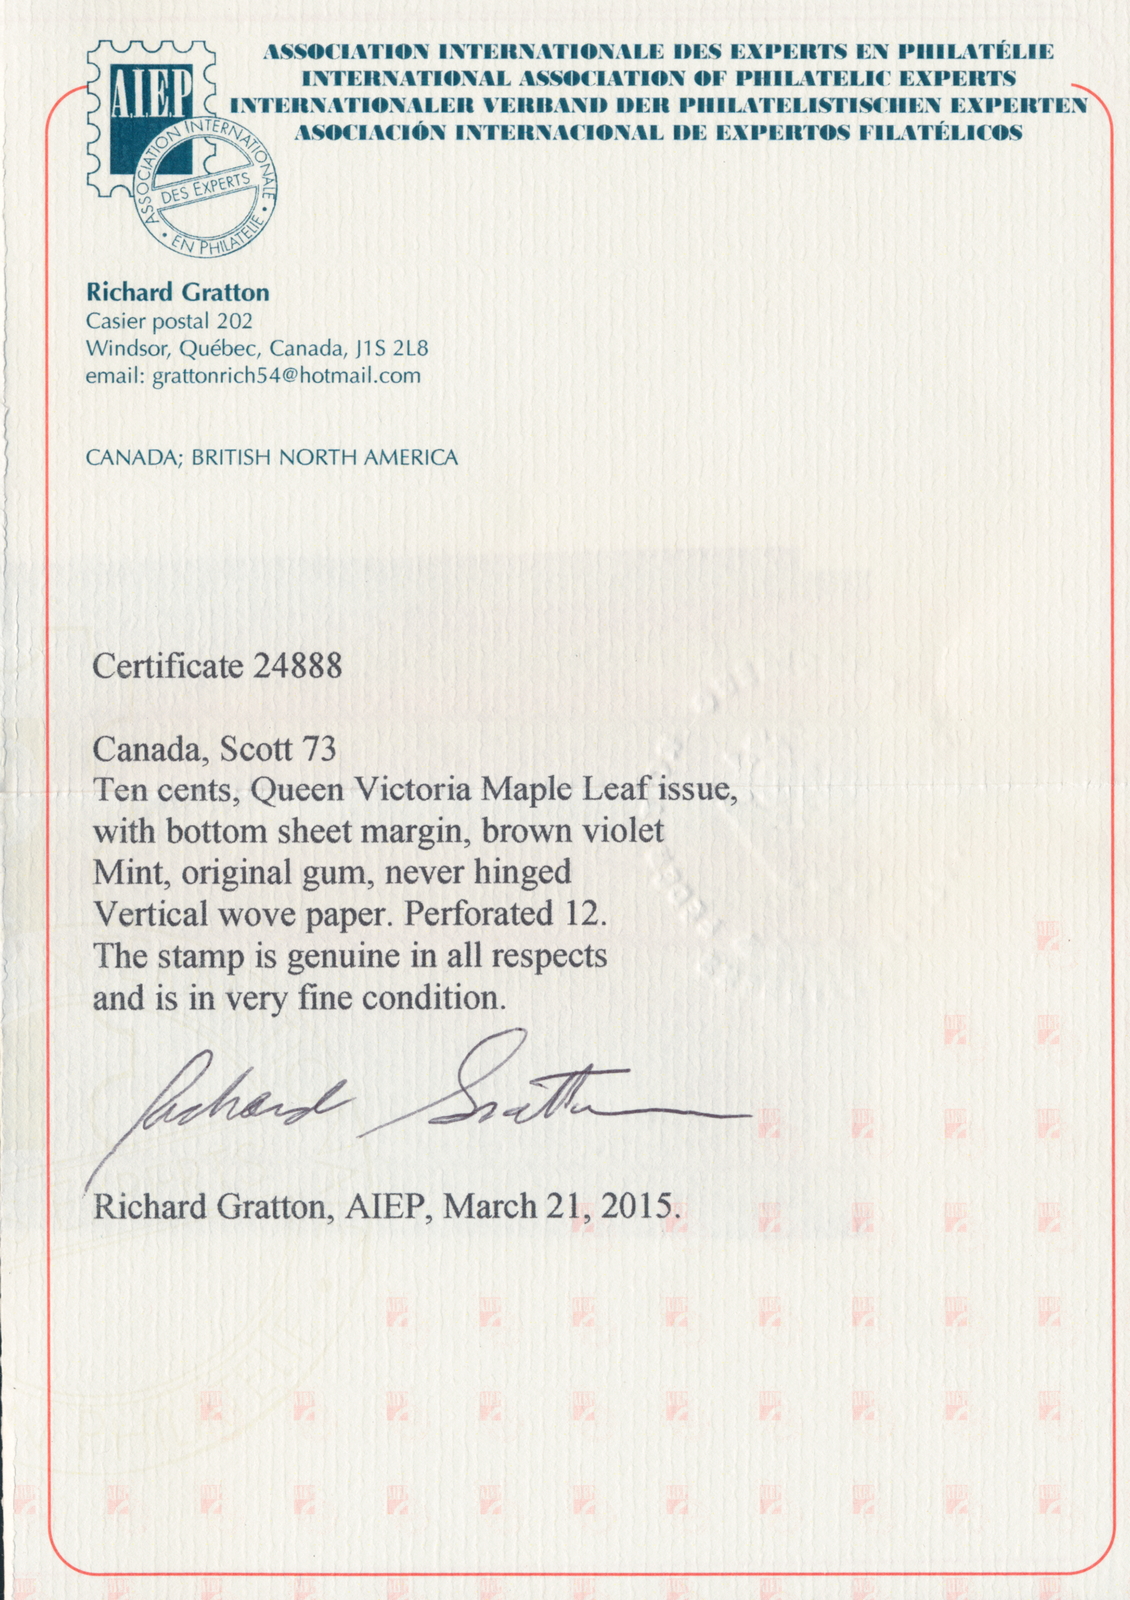 ASSOCIATION INTERNATIONALE DES EXPERTS EN PHILATÉLIE
INTERNATIONAL ASSOCIATION OF PHILATELIC EXPERTS
INTERNATIONALER VERBAND DER PHILATELISTISCHEN EXPERTEN
ASOCIACIÓN INTERNACIONAL DE EXPERTOS FILATÉLICOS
AIEP
ASSOCIATION INTERNATIONALE
DES EXPERTS
• EN PHILATÉLIE •
Richard Gratton
Casier postal 202
Windsor, Québec, Canada, J1S 2L8
email: grattonrich54@hotmail.com
CANADA; BRITISH NORTH AMERICA
Certificate 24888
Canada, Scott 73
Ten cents, Queen Victoria Maple Leaf issue,
with bottom sheet margin, brown violet
Mint, original gum, never hinged
Vertical wove paper. Perforated 12.
The stamp is genuine in all respects
and is in very fine condition.
Richard Gratton
Richard Gratton, AIEP, March 21, 2015.